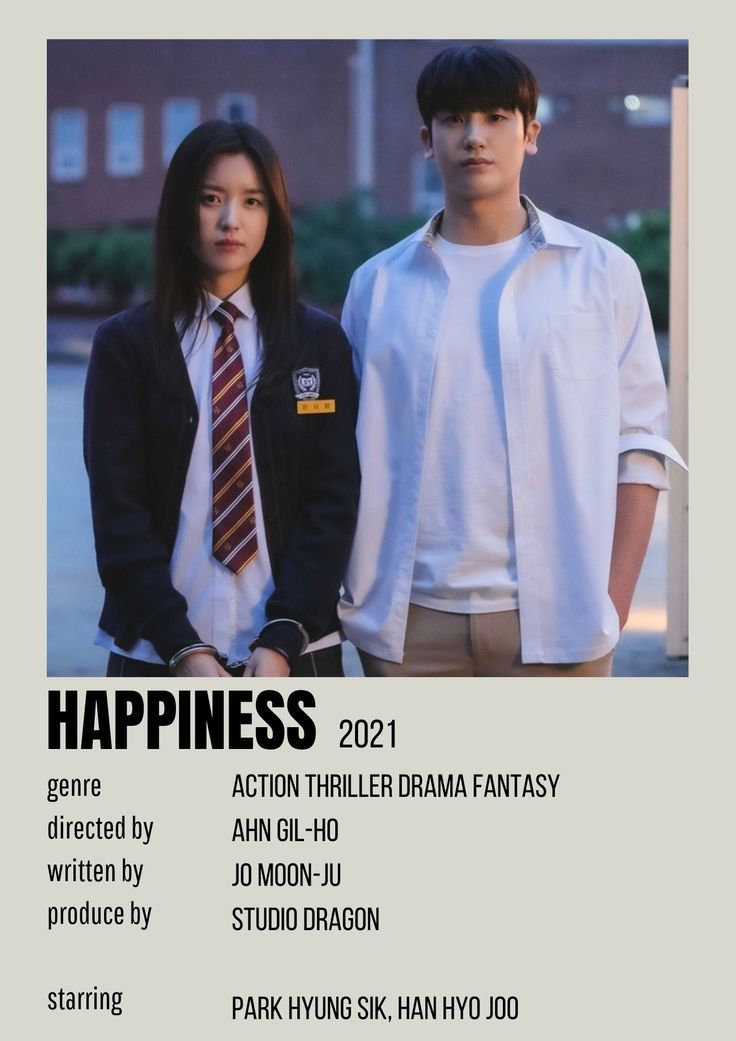 HAPPINESS 2021
genre ACTION THRILLER DRAMA FANTASY
directed by AHN GIL-HO
written by JO MOON-JU
produce by STUDIO DRAGON
starring PARK HYUNG SIK, HAN HYO JOO